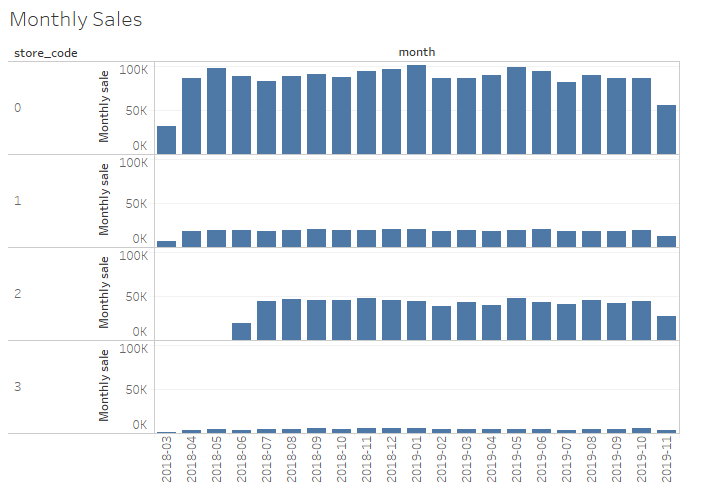 Monthly Sales
store_code
month
0
Monthly sale
100K
50K
0K
1
Monthly sale
100K
50K
0K
2
Monthly sale
100K
50K
0K
3
Monthly sale
100K
50K
0K
2018-03
2018-04
2018-05
2018-06
2018-07
2018-08
2018-09
2018-10
2018-11
2018-12
2019-01
2019-02
2019-03
2019-04
2019-05
2019-06
2019-07
2019-08
2019-09
2019-10
2019-11